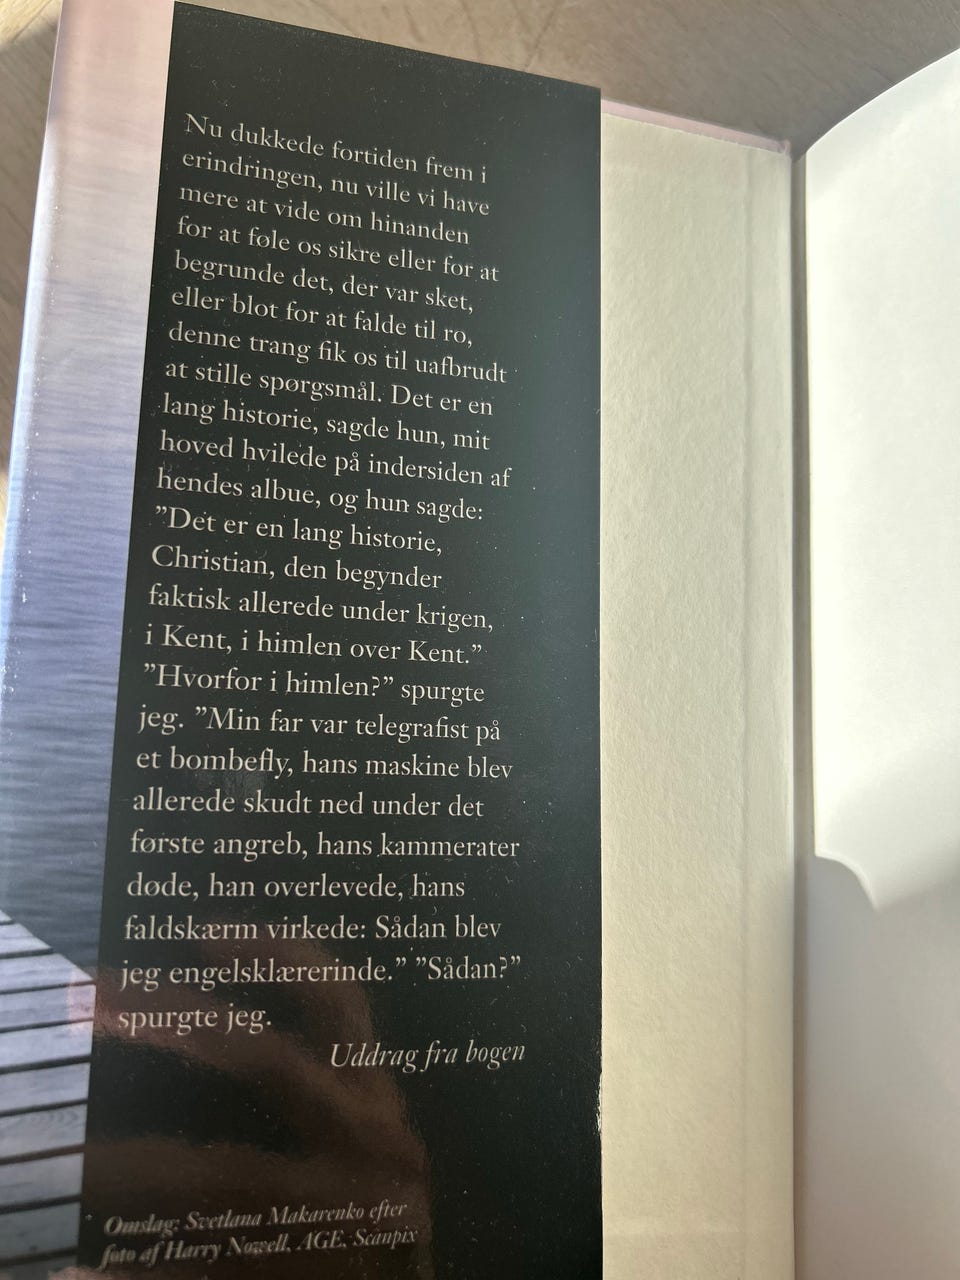 Nu dukkede fortiden frem i
erindringen, nu ville vi have
mere at vide om hinanden
for at føle os sikre eller for at
begrunde det, der var sket,
eller blot for at falde til ro,
denne trang fik os til uafbrudt
at stille spørgsmål. Det er en
lang historie, sagde hun, mit
hoved hvilede på indersiden af
hendes albue, og hun sagde:
”Det er en lang historie,
Christian, den begynder
faktisk allerede under krigen,
i Kent, i himlen over Kent.”
”Hvorfor i himlen?” spurgte
jeg. ”Min far var telegrafist på
et bombefly, hans maskine blev
allerede skudt ned under det
første angreb, hans kammerater
døde, han overlevede, hans
faldskærm virkede: Sådan blev
jeg engelsklærerinde.” ”Sådan?”
spurgte jeg.
Uddrag fra bogen
Omslag: Svetlana Makarenko efter
foto af Harry Nowell, AGE, Scanpix